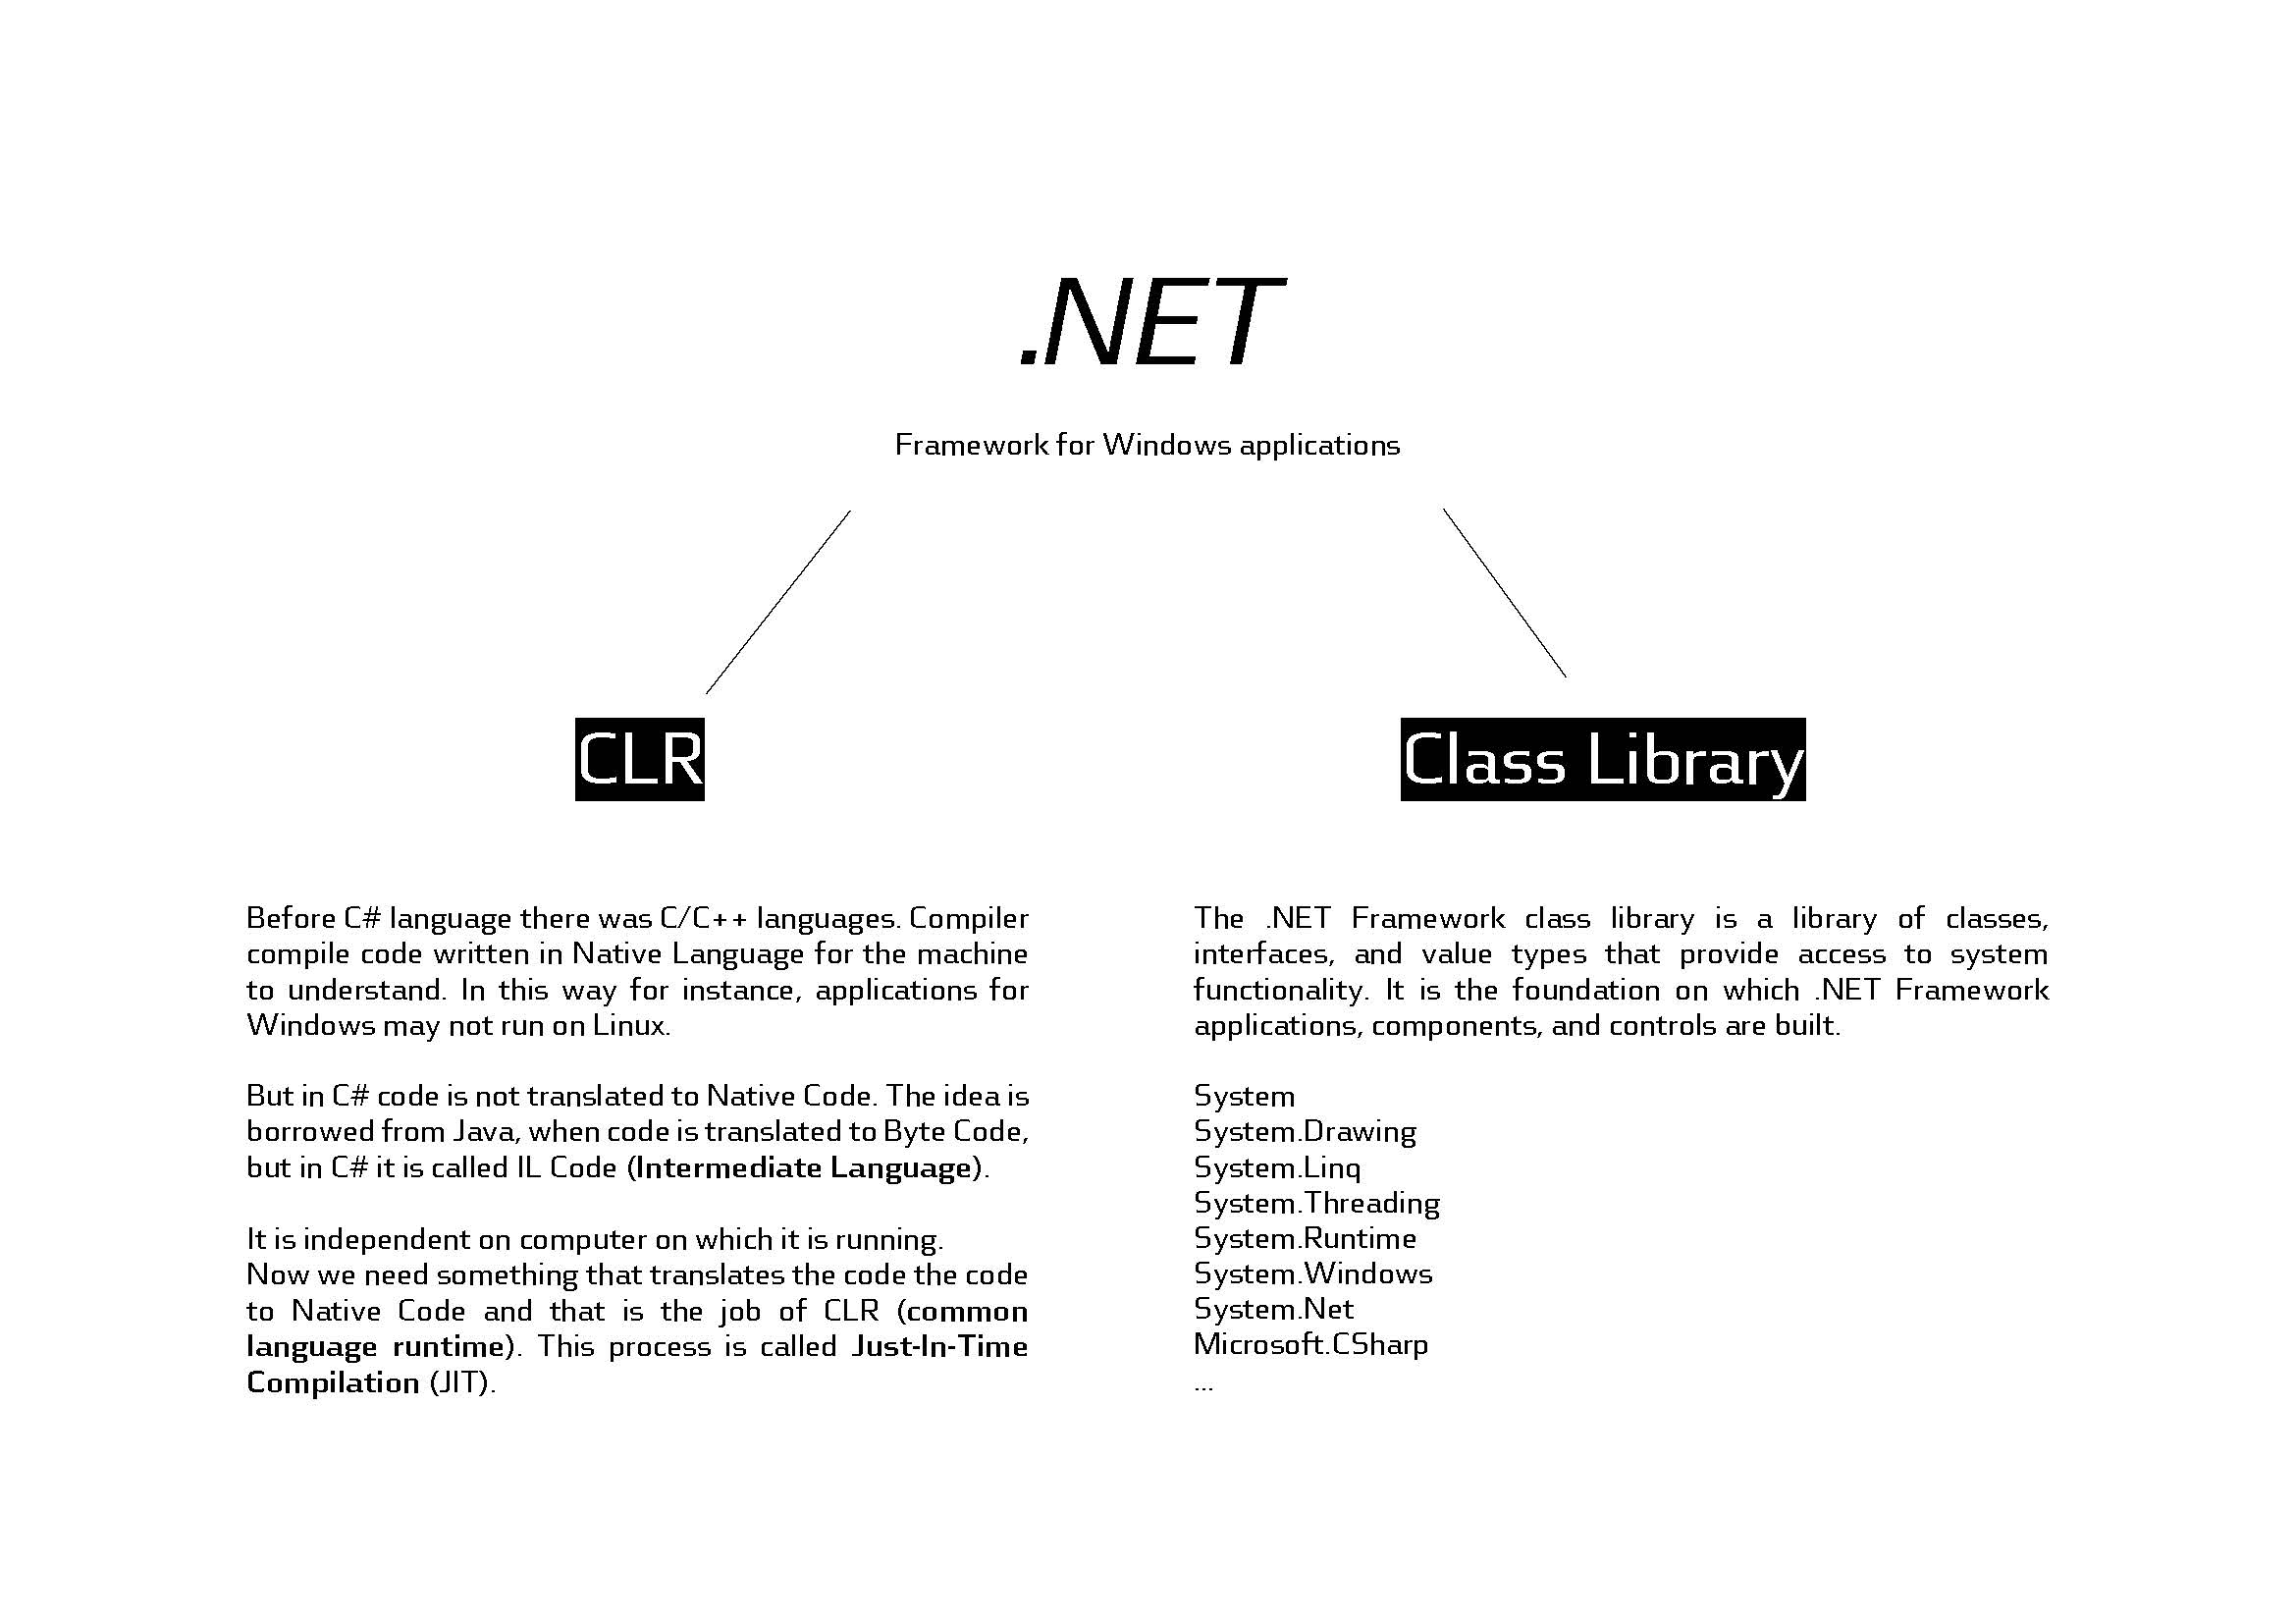 .NET
Framework for Windows applications
CLR
Before C# language there was C/C++ languages. Compiler
compile code written in Native Language for the machine
to understand. In this way for instance, applications for
Windows may not run on Linux.
But in C# code is not translated to Native Code. The idea is
borrowed from Java, when code is translated to Byte Code,
but in C# it is called IL Code (Intermediate Language).
It is independent on computer on which it is running.
Now we need something that translates the code the code
to Native Code and that is the job of CLR (common
language runtime). This process is called Just-In-Time
Compilation (JIT).
Class Library
The .NET Framework class library is a library of classes,
interfaces, and value types that provide access to system
functionality. It is the foundation on which .NET Framework
applications, components, and controls are built.
System
System.Drawing
System.Linq
System.Threading
System.Runtime
System.Windows
System.Net
Microsoft.CSharp
...